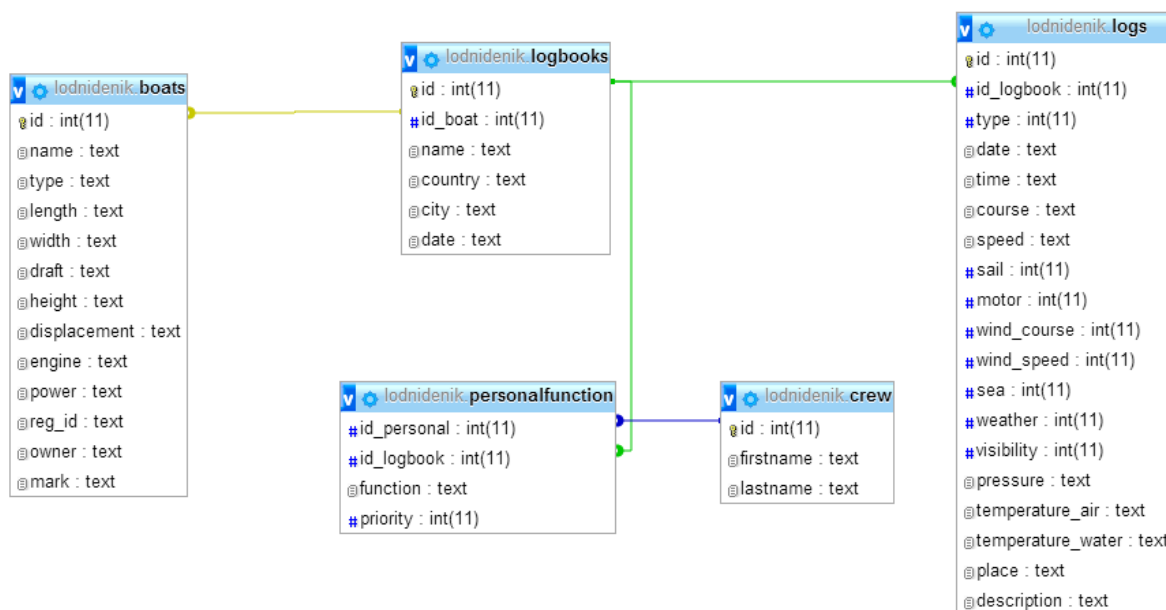 v lodnidenik.boats
id : int(11)
name : text
type : text
length : text
width : text
draft : text
height : text
displacement : text
engine : text
power : text
reg_id : text
owner : text
mark : text
v lodnidenik.logbooks
id : int(11)
#id_boat : int(11)
name : text
country : text
city : text
date : text
v lodnidenik.personalfunction
#id_personal : int(11)
#id_logbook : int(11)
function : text
#priority : int(11)
v lodnidenik.crew
id : int(11)
firstname : text
lastname : text
v lodnidenik.logs
id : int(11)
#id_logbook : int(11)
#type : int(11)
date : text
time : text
course : text
speed : text
#sail : int(11)
#motor : int(11)
#wind_course : int(11)
#wind_speed : int(11)
#sea : int(11)
#weather : int(11)
#visibility : int(11)
pressure : text
temperature_air : text
temperature_water : text
place : text
description : text